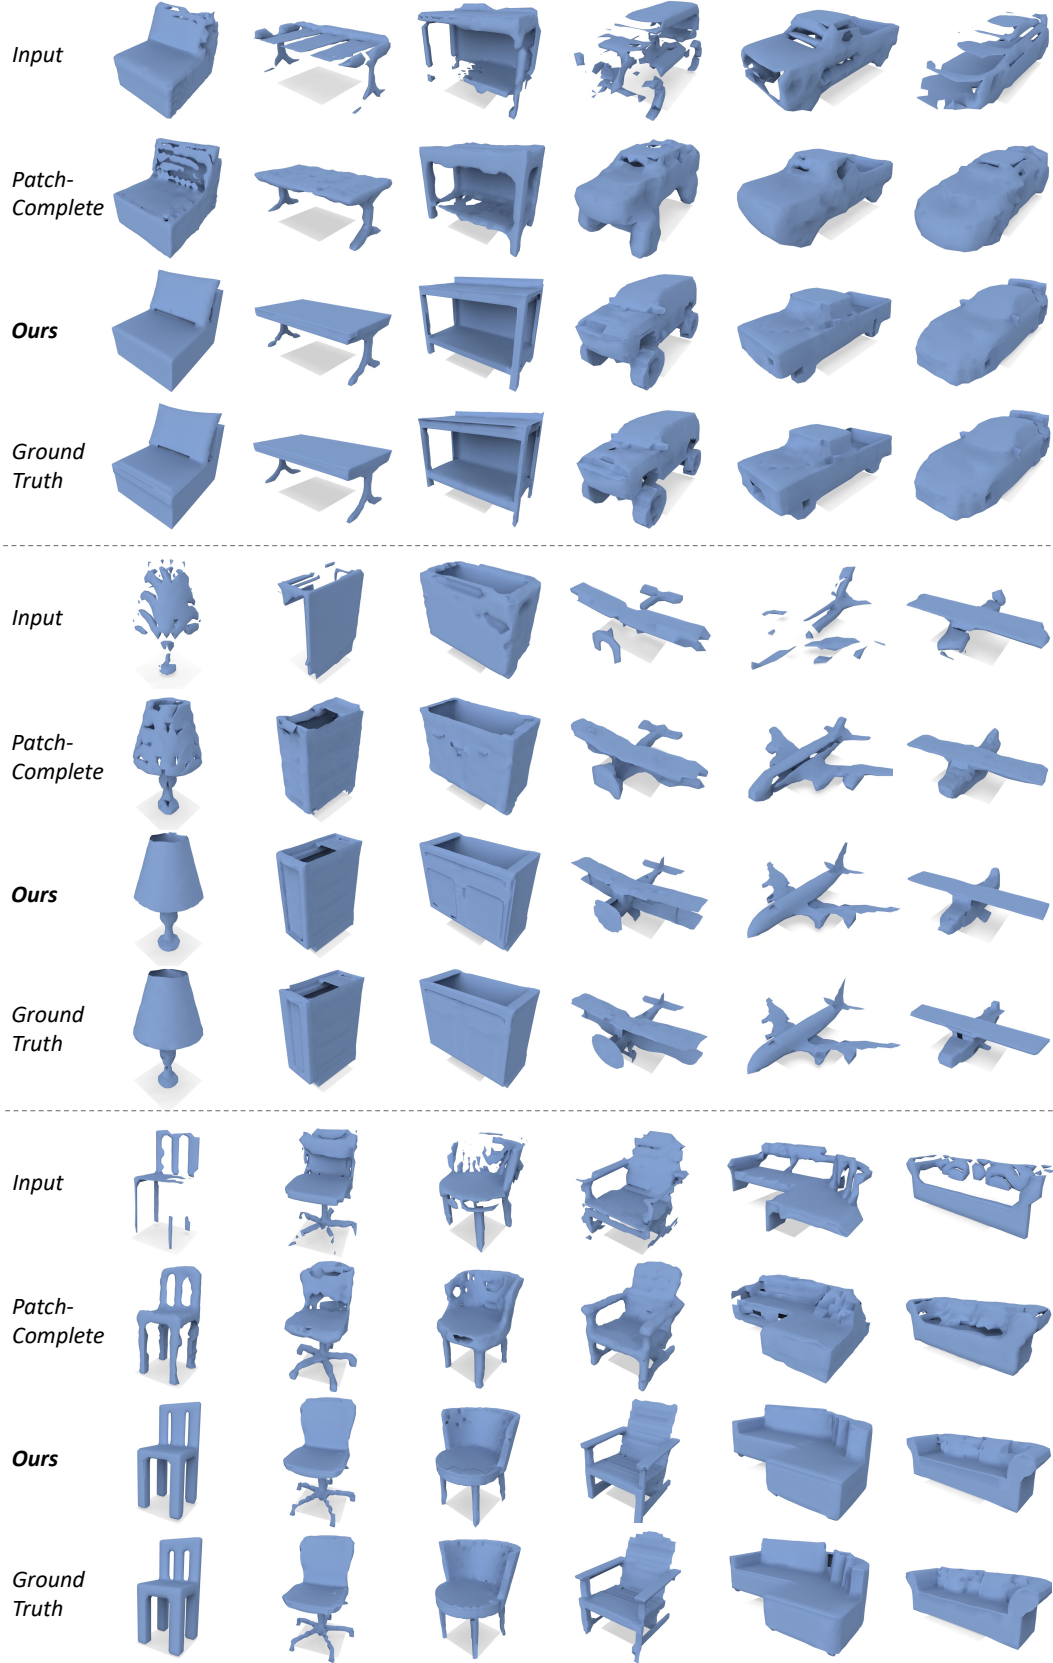 Input
Patch-
Complete
Ours
Ground
Truth
Input
Patch-
Complete
Ours
Ground
Truth
Input
Patch-
Complete
Ours
Ground
Truth